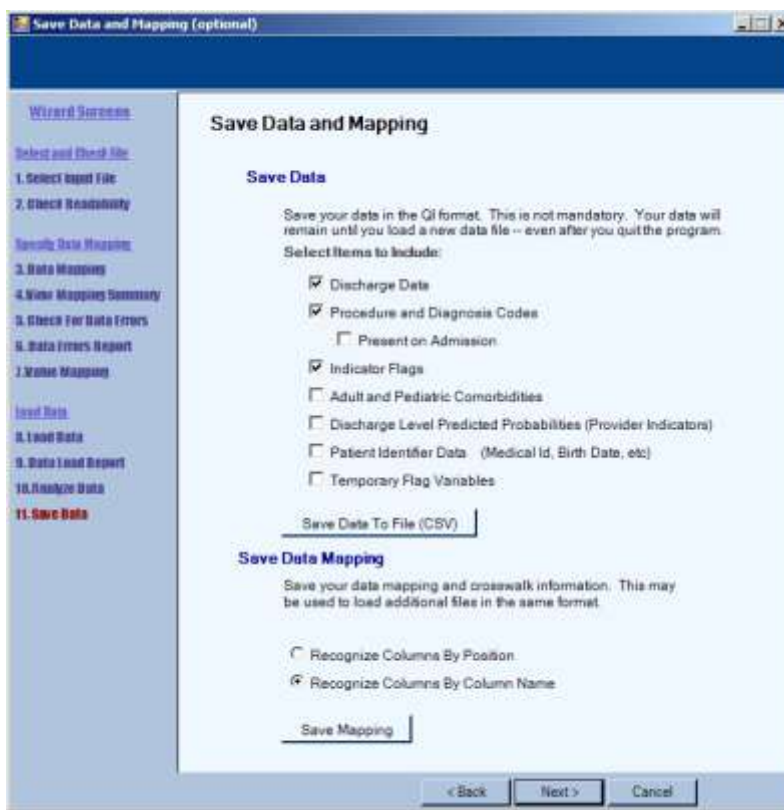 Save Data and Mapping (optional)
Wizard Screens
Select and Check File
1. Select Input File
2. Check Readability
Specify Data Mapping
3. Data Mapping
4.View Mapping Summary
5. Check For Data Errors
6. Data Errors Report
7.Value Mapping
Load Data
8. Load Data
9. Data Load Report
10.Analyze Data
11. Save Data
Save Data and Mapping
Save Data
Save your data in the QI format. This is not mandatory. Your data will
remain until you load a new data file -- even after you quit the program.
Select Items to Include:
Discharge Data
Procedure and Diagnosis Codes
Present on Admission
Indicator Flags
Adult and Pediatric Comorbidities
Discharge Level Predicted Probabilities (Provider Indicators)
Patient Identifier Data (Medical Id, Birth Date, etc)
Temporary Flag Variables
Save Data To File (CSV)
Save Data Mapping
Save your data mapping and crosswalk information. This may
be used to load additional files in the same format.
Recognize Columns By Position
Recognize Columns By Column Name
Save Mapping
< Back
Next >
Cancel